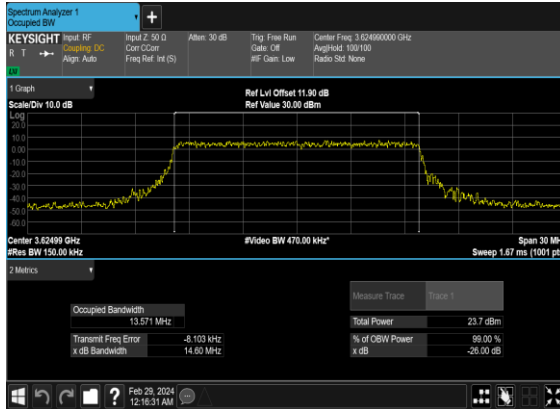 Spectrum Analyzer 1
Occupied BW
+
KEYSIGHT Input: RF Input Z: 50 Ω Atten: 30 dB Trig: Free Run Center Freq: 3.624990000 GHz
R T Coupling: DC Corr CCorr Gate: Off Avg|Hold: 100/100
Align: Auto Freq Ref: Int (S) #IF Gain: Low Radio Std: None
LV
1 Graph
Ref Lvl Offset 11.90 dB
Scale/Div 10.0 dB Ref Value 30.00 dBm
Log
20.0
10.0
0.00
-10.0
-20.0
-30.0
-40.0
-50.0
-60.0
Center 3.62499 GHz #Video BW 470.00 kHz* Span 30 MH
#Res BW 150.00 kHz Sweep 1.67 ms (1001 pt
2 Metrics
Measure Trace Trace 1
Occupied Bandwidth
13.571 MHz Total Power 23.7 dBm
Transmit Freq Error -8.103 kHz % of OBW Power 99.00 %
x dB Bandwidth 14.60 MHz x dB -26.00 dB
? Feb 29, 2024
12:16:31 AM